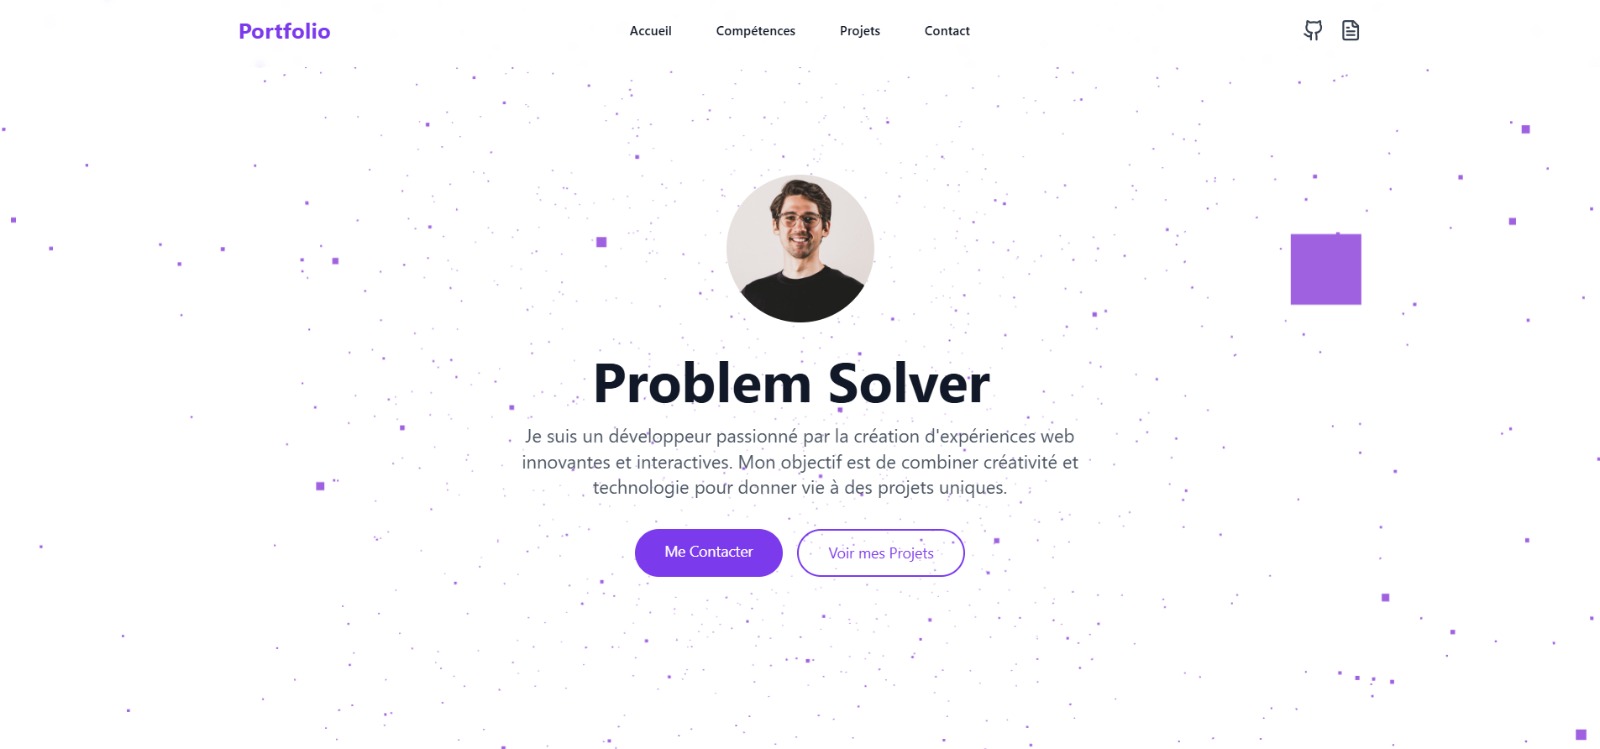 Portfolio
Accueil
Compétences
Projets
Contact
Problem Solver
Je suis un développeur passionné par la création d'expériences web
innovantes et interactives. Mon objectif est de combiner créativité et
technologie pour donner vie à des projets uniques.
Me Contacter
Voir mes Projets